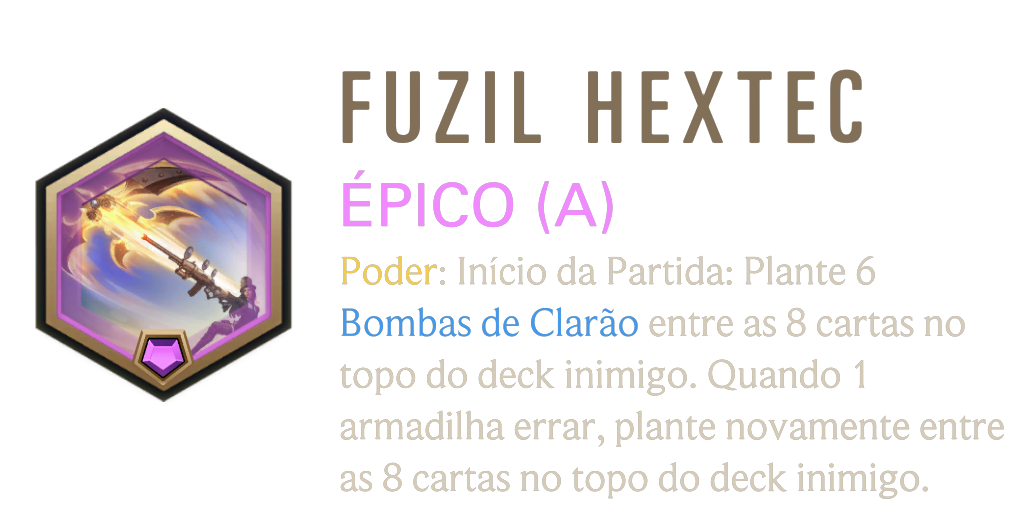 FUZIL HEXTEC
ÉPICO (A)
Poder: Início da Partida: Plante 6
Bombas de Clarão entre as 8 cartas no
topo do deck inimigo. Quando 1
armadilha errar, plante novamente entre
as 8 cartas no topo do deck inimigo.